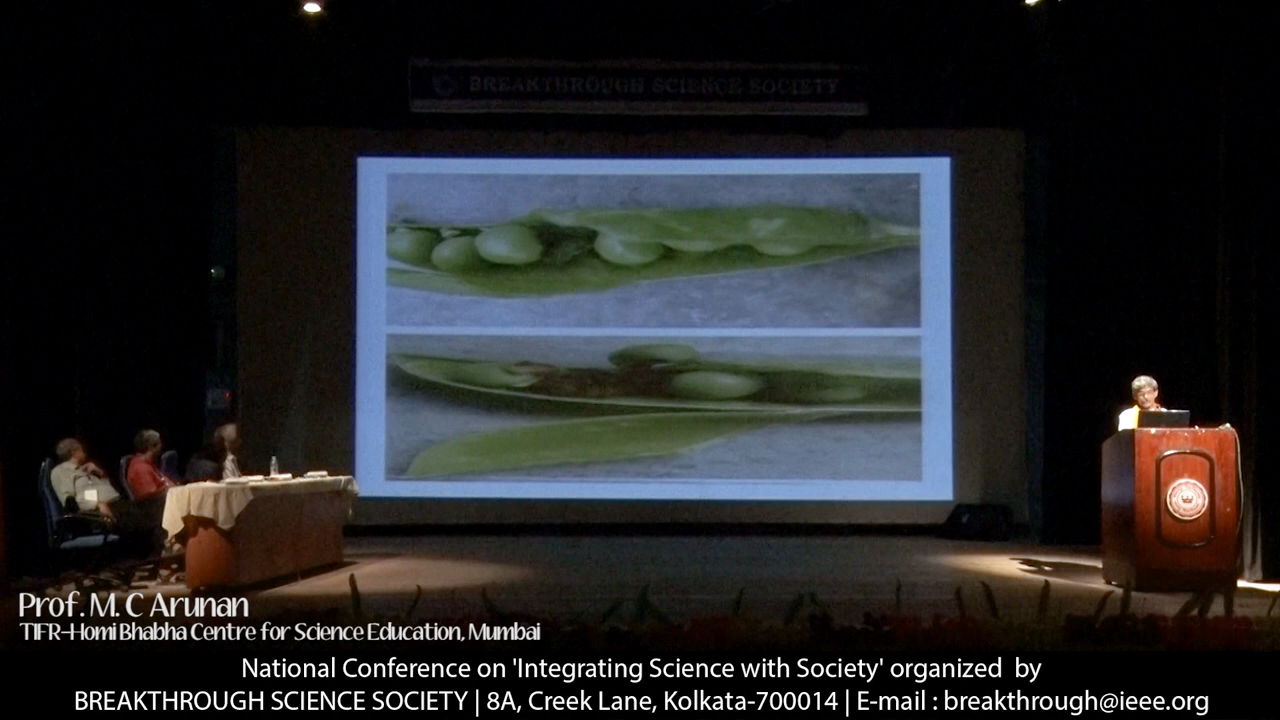 BREAKTHROUGH SCIENCE SOCIETY
Prof. M. C Arunan
TIFR-Homi Bhabha Centre for Science Education, Mumbai
National Conference on 'Integrating Science with Society' organized by
BREAKTHROUGH SCIENCE SOCIETY | 8A, Creek Lane, Kolkata-700014 | E-mail : breakthrough@ieee.org